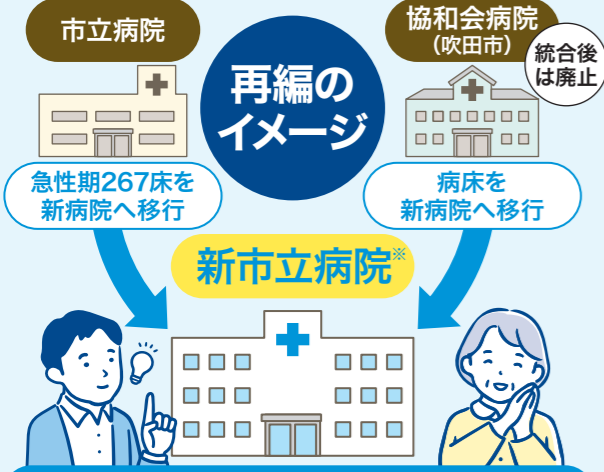 市立病院
協和会病院
（吹田市）
統合後
は廃止
再編の
イメージ
急性期267床を
新病院へ移行
病床を
新病院へ移行
新市立病院※